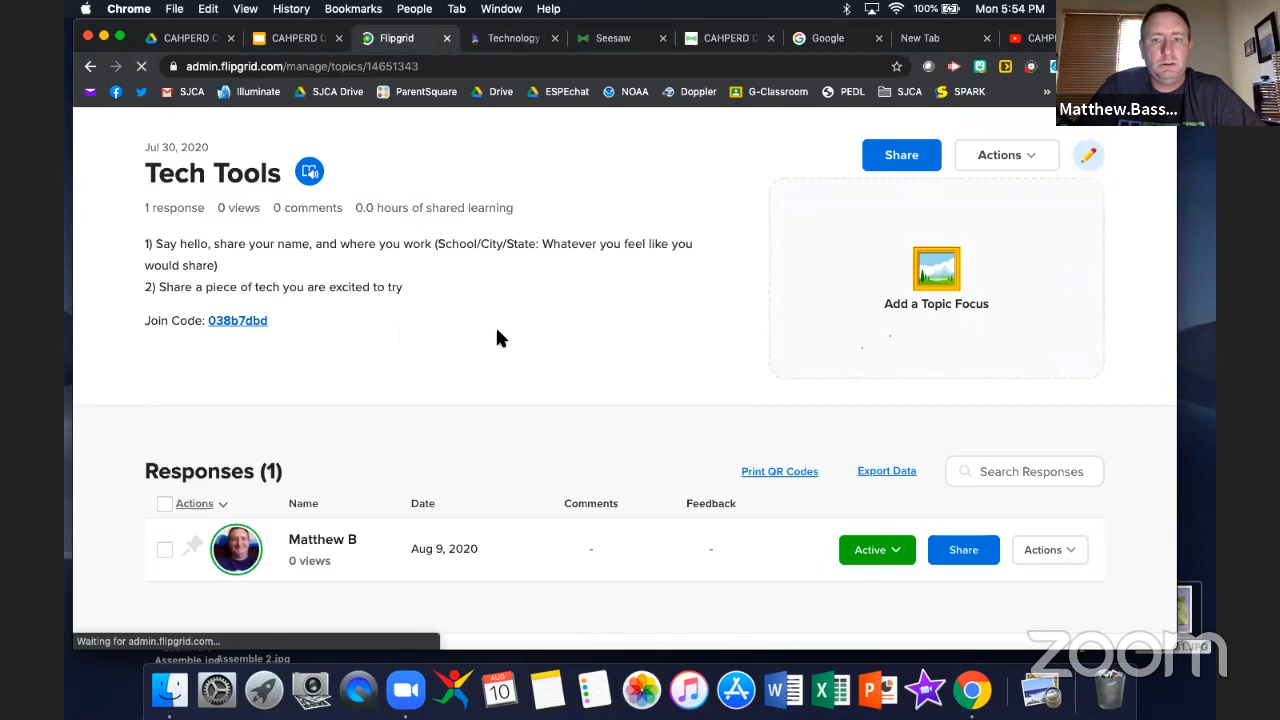 Chrome File Edit View History Bookmarks People Tab Window Help 100% Mon 5:54 PM
CAHPERD C CAHPERD C Flipgrid Technology Seesaw CAHPERD C Google New Tab CAHP
admin.flipgrid.com/manage/topics/14651343
SJCA Illuminate SJCA Drive ParentSquare Drive ESPEchat NOAA Doppler G-Classroom PEDL SJCA SPARK »
Matthew.Bass...
Jul 30, 2020
Share Actions
Tech Tools
1 response 0 views 0 comments 0.0 hours of shared learning
1) Say hello, share your name, and where you work (School/City/State: Whatever you feel like you
would share)
2) Share a piece of tech you are excited to try
Add a Topic Focus
Join Code: 038b7dbd
Responses (1)
Print QR Codes Export Data Search Responses
Actions Name Date Comments Feedback
Matthew B
0 views
Aug 9, 2020 - - Active Share Actions
Waiting for admin.flipgrid.com...
Assemble 2.jpg
zoom
AUG
10